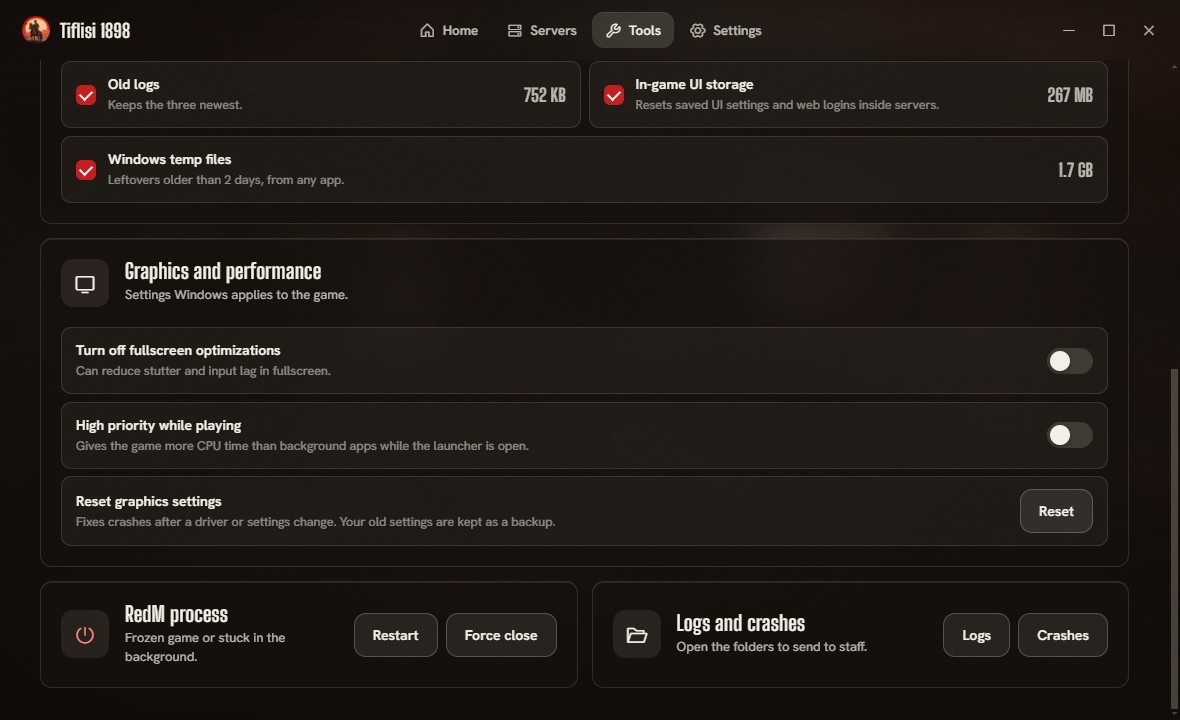 Tiflisi 1898
Home
Servers
Tools
Settings
Old logs
Keeps the three newest.
752 KB
In-game UI storage
Resets saved UI settings and web logins inside servers.
267 MB
Windows temp files
Leftovers older than 2 days, from any app.
1.7 GB
Graphics and performance
Settings Windows applies to the game.
Turn off fullscreen optimizations
Can reduce stutter and input lag in fullscreen.
High priority while playing
Gives the game more CPU time than background apps while the launcher is open.
Reset graphics settings
Fixes crashes after a driver or settings change. Your old settings are kept as a backup.
Reset
RedM process
Frozen game or stuck in the
background.
Restart
Force close
Logs and crashes
Open the folders to send to staff.
Logs
Crashes